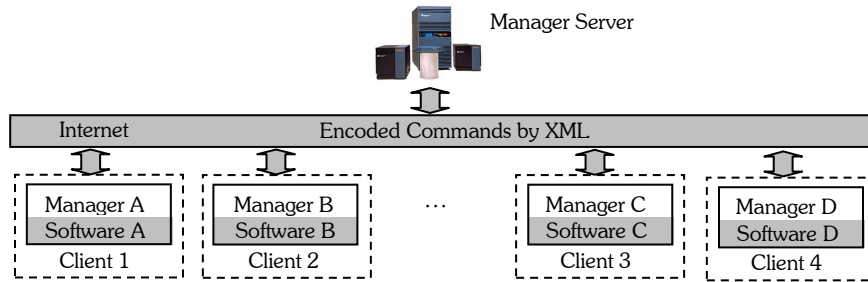 Manager Server
Internet Encoded Commands by XML
Manager A
Software A
Client 1
Manager B
Software B
Client 2
…
Manager C
Software C
Client 3
Manager D
Software D
Client 4